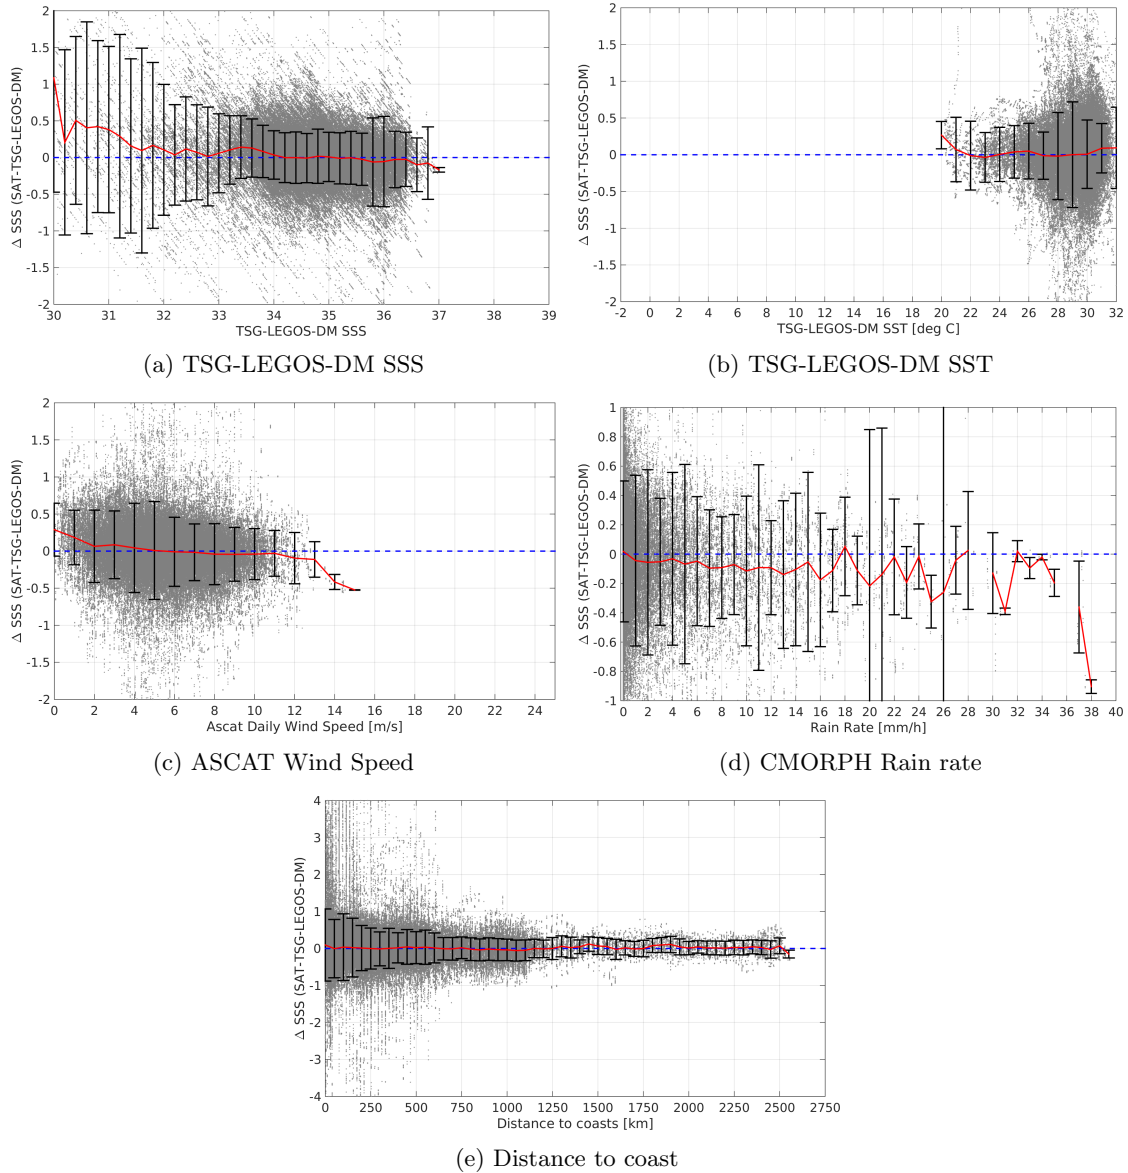 2
1.5
1
0.5
0
-0.5
-1
-1.5
-2
Δ SSS (SAT-TSG-LEGOS-DM)
30 31 32 33 34 35 36 37 38 39
TSG-LEGOS-DM SSS
(a) TSG-LEGOS-DM SSS
2
1.5
1
0.5
0
-0.5
-1
-1.5
-2
Δ SSS (SAT-TSG-LEGOS-DM)
-2 0 2 4 6 8 10 12 14 16 18 20 22 24 26 28 30 32
TSG-LEGOS-DM SST [deg C]
(b) TSG-LEGOS-DM SST
2
1.5
1
0.5
0
-0.5
-1
-1.5
-2
Δ SSS (SAT-TSG-LEGOS-DM)
0 2 4 6 8 10 12 14 16 18 20 22 24
Ascat Daily Wind Speed [m/s]
(c) ASCAT Wind Speed
1
0.8
0.6
0.4
0.2
0
-0.2
-0.4
-0.6
-0.8
-1
Δ SSS (SAT-TSG-LEGOS-DM)
0 2 4 6 8 10 12 14 16 18 20 22 24 26 28 30 32 34 36 38 40
Rain Rate [mm/h]
(d) CMORPH Rain rate
4
3
2
1
0
-1
-2
-3
-4
Δ SSS (SAT-TSG-LEGOS-DM)
0 250 500 750 1000 1250 1500 1750 2000 2250 2500 2750
Distance to coasts [km]
(e) Distance to coast